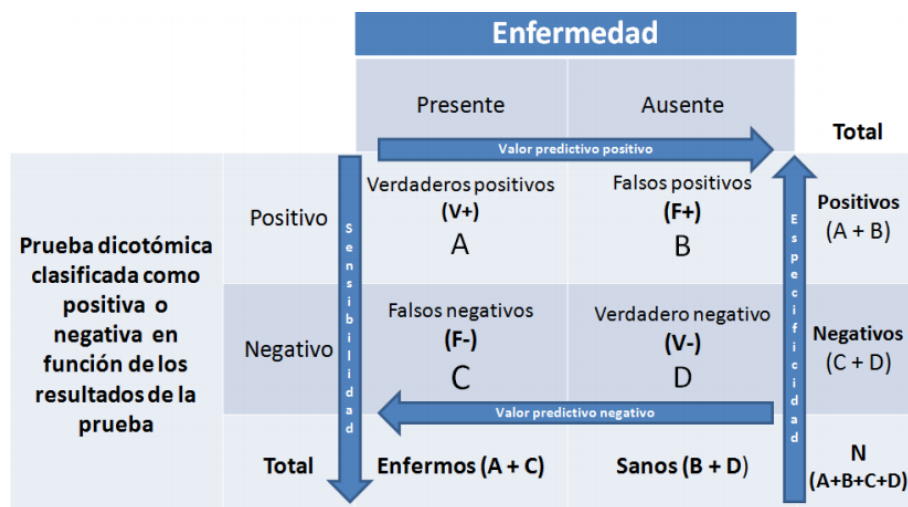 Enfermedad
Presente
Ausente
Total
Valor predictivo positivo
Prueba dicotómica
clasificada como
positiva o
negativa en
función de los
resultados de la
prueba
Positivo
Sensibilidad
Verdaderos positivos
(V+)
A
Falsos positivos
(F+)
B
Especificidad
Positivos
(A + B)
Negativo
Falsos negativos
(F-)
C
Verdadero negativo
(V-)
D
Negativos
(C + D)
Valor predictivo negativo
Total
Enfermos (A + C)
Sanos (B + D)
N
(A+B+C+D)